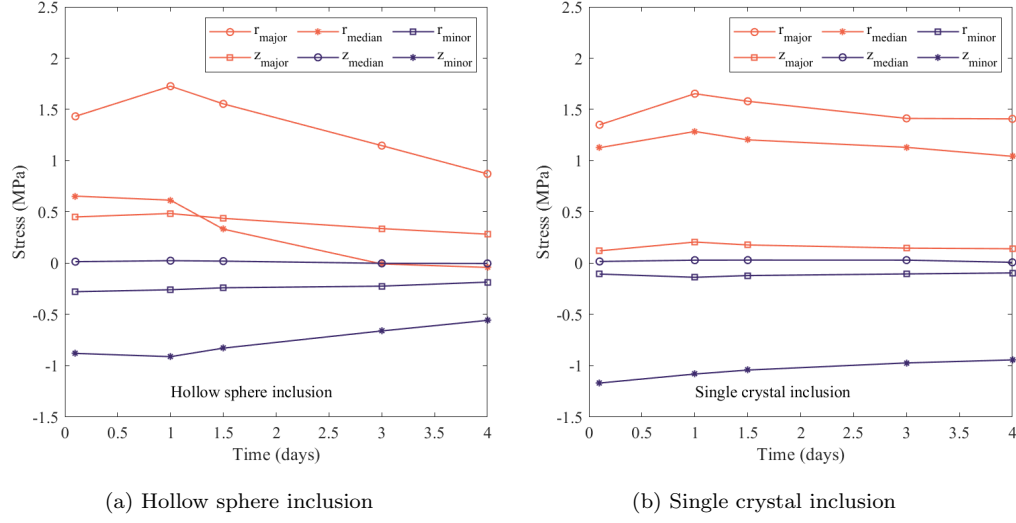 2.5
2
1.5
1
0.5
0
-0.5
-1
-1.5
0 0.5 1 1.5 2 2.5 3 3.5 4
Stress (MPa)
Time (days)
r_major r_median r_minor
z_major z_median z_minor
Hollow sphere inclusion
(a) Hollow sphere inclusion
2.5
2
1.5
1
0.5
0
-0.5
-1
-1.5
0 0.5 1 1.5 2 2.5 3 3.5 4
Stress (MPa)
Time (days)
r_major r_median r_minor
z_major z_median z_minor
Single crystal inclusion
(b) Single crystal inclusion